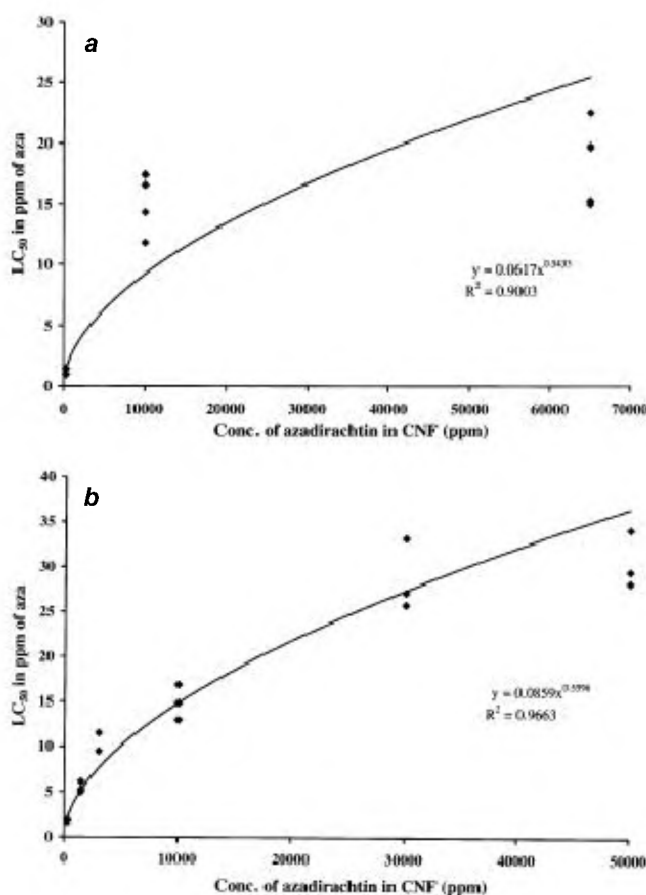 a
30
25
20
15
10
5
0
LC50 in ppm of aza
y = 0.0617x
R² = 0.9003
0 10000 20000 30000 40000 50000 60000 70000
Conc. of azadirachtin in CNF (ppm)
b
40
35
30
25
20
15
10
5
0
LC50 in ppm of aza
y = 0.0859x
R² = 0.9663
0 10000 20000 30000 40000 50000
Conc. of azadirachtin in CNF (ppm)